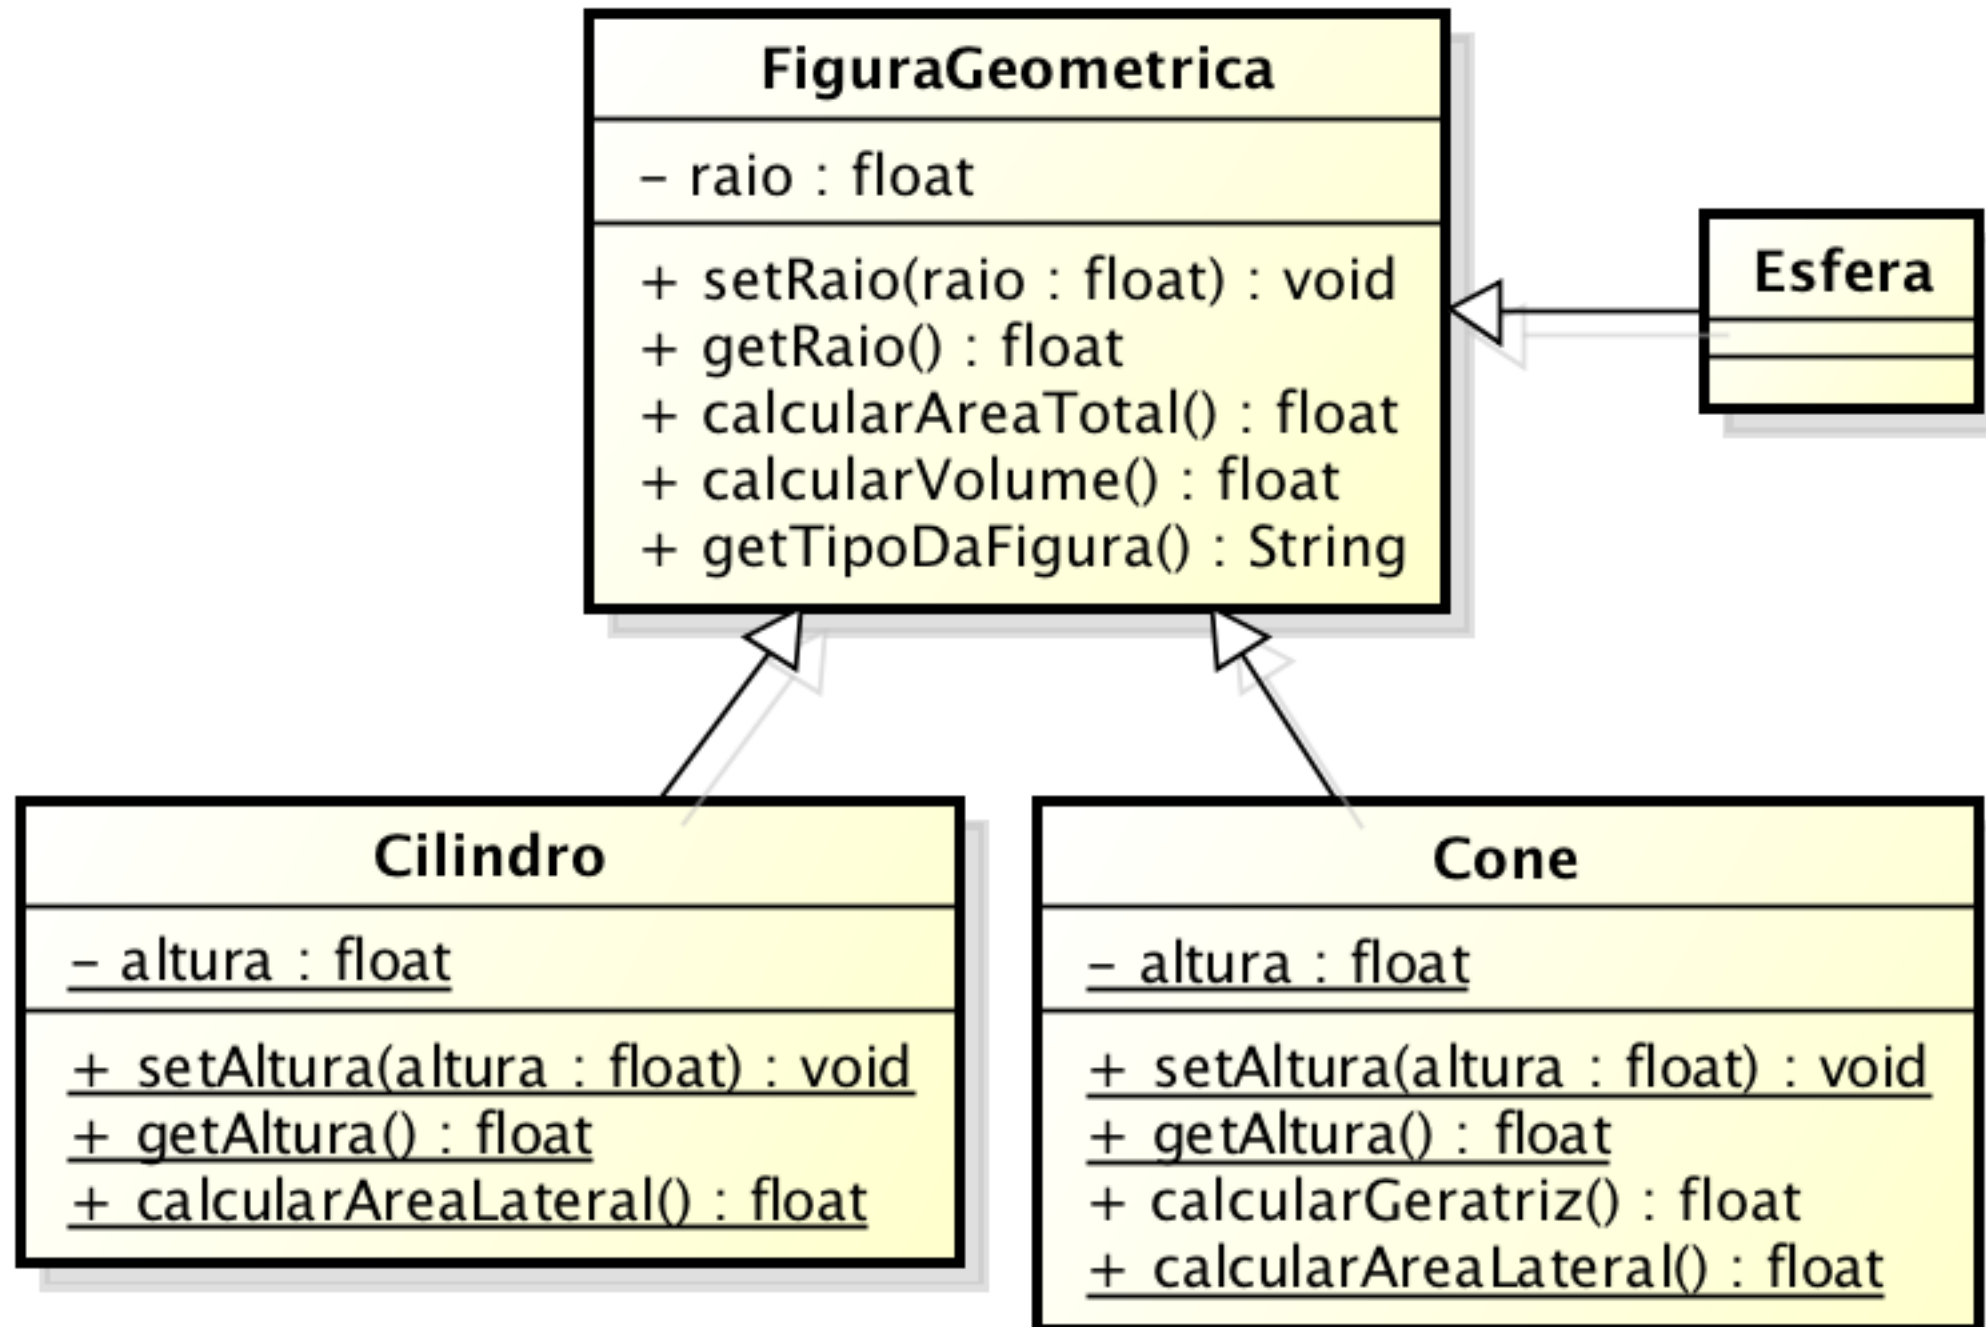 FiguraGeometrica
– raio : float
+ setRaio(raio : float) : void
+ getRaio() : float
+ calcularAreaTotal() : float
+ calcularVolume() : float
+ getTipoDaFigura() : String
Esfera
Cilindro
– altura : float
+ setAltura(altura : float) : void
+ getAltura() : float
+ calcularAreaLateral() : float
Cone
– altura : float
+ setAltura(altura : float) : void
+ getAltura() : float
+ calcularGeratriz() : float
+ calcularAreaLateral() : float